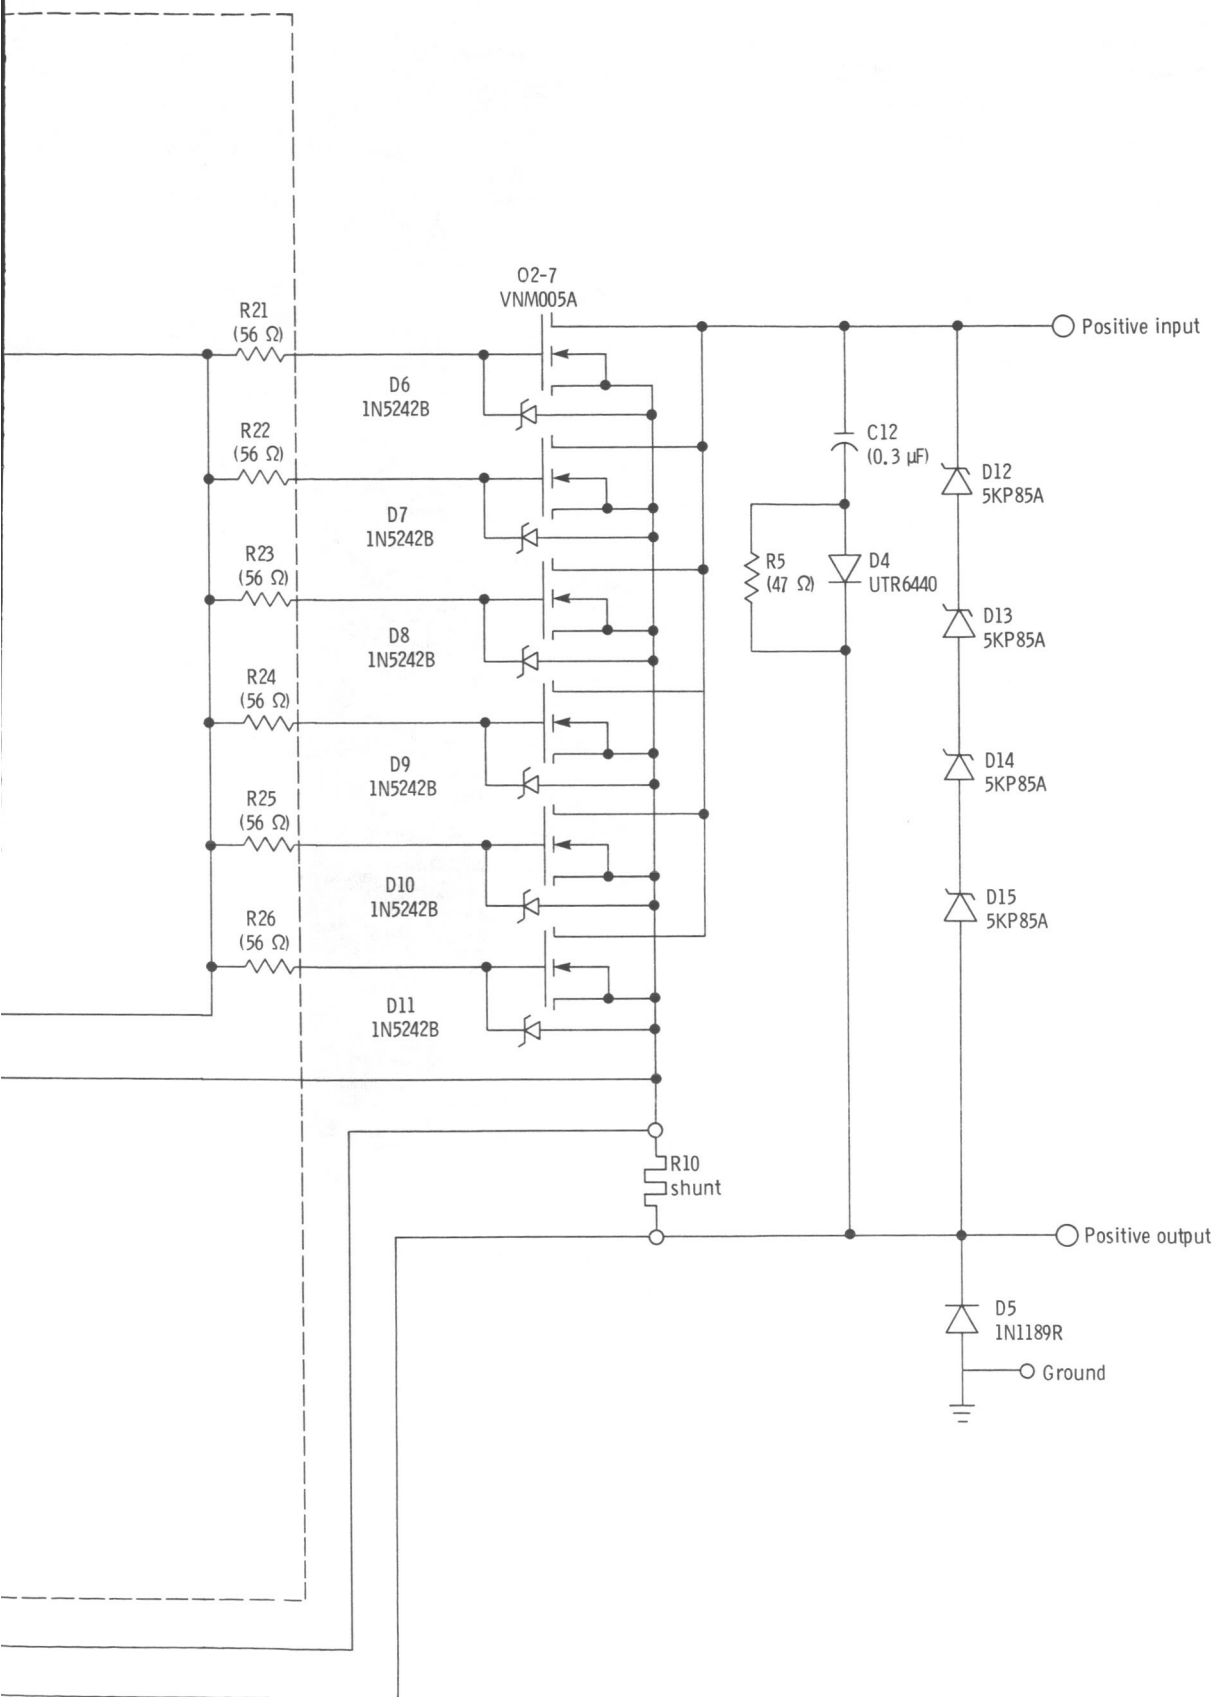 O2-7
VNM005A
R21
(56 Ω)
Positive input
D6
1N5242B
R22
(56 Ω)
C12
(0.3 µF)
D12
5KP85A
D7
1N5242B
R23
(56 Ω)
R5
(47 Ω)
D4
UTR6440
D13
5KP85A
D8
1N5242B
R24
(56 Ω)
D9
1N5242B
D14
5KP85A
R25
(56 Ω)
D10
1N5242B
D15
5KP85A
R26
(56 Ω)
D11
1N5242B
R10
shunt
Positive output
D5
1N1189R
Ground